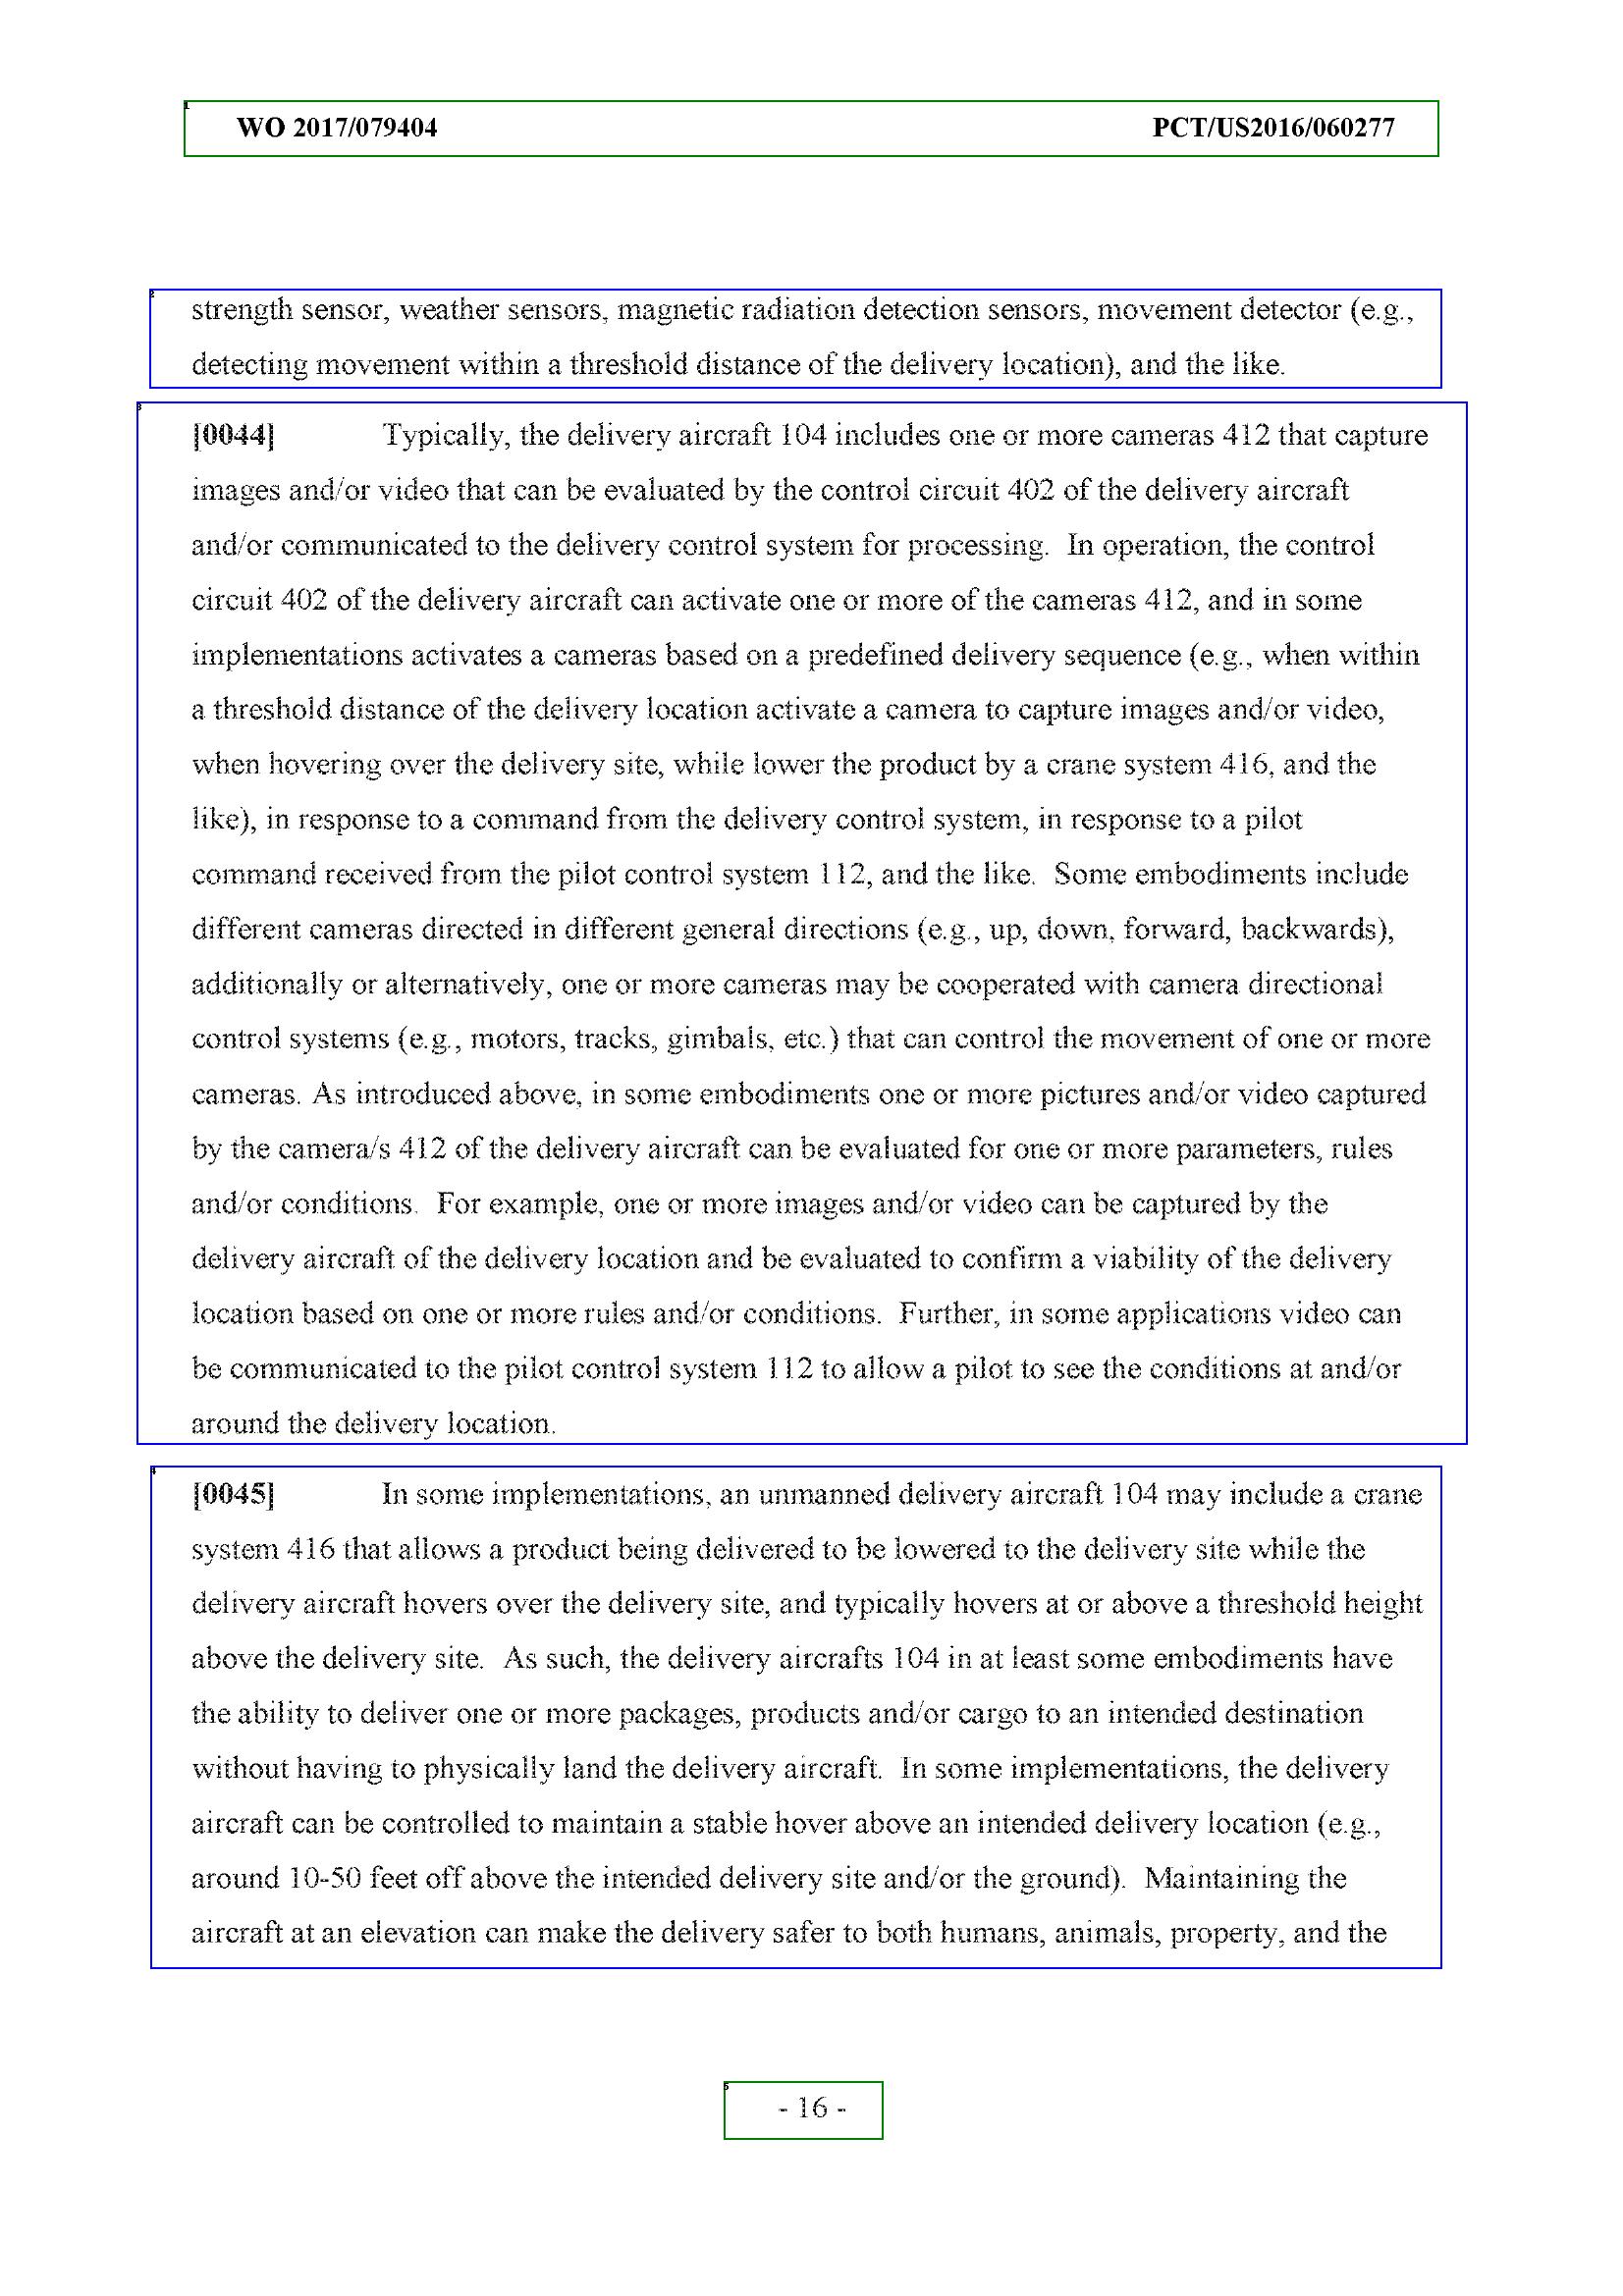 WO 2017/079404 PCT/US2016/060277
strength sensor, weather sensors, magnetic radiation detection sensors, movement detector (e.g.,
detecting movement within a threshold distance of the delivery location), and the like.
[0044] Typically, the delivery aircraft 104 includes one or more cameras 412 that capture
images and/or video that can be evaluated by the control circuit 402 of the delivery aircraft
and/or communicated to the delivery control system for processing. In operation, the control
circuit 402 of the delivery aircraft can activate one or more of the cameras 412, and in some
implementations activates a cameras based on a predefined delivery sequence (e.g., when within
a threshold distance of the delivery location activate a camera to capture images and/or video,
when hovering over the delivery site, while lower the product by a crane system 416, and the
like), in response to a command from the delivery control system, in response to a pilot
command received from the pilot control system 112, and the like. Some embodiments include
different cameras directed in different general directions (e.g., up, down, forward, backwards),
additionally or alternatively, one or more cameras may be cooperated with camera directional
control systems (e.g., motors, tracks, gimbals, etc.) that can control the movement of one or more
cameras. As introduced above, in some embodiments one or more pictures and/or video captured
by the camera/s 412 of the delivery aircraft can be evaluated for one or more parameters, rules
and/or conditions. For example, one or more images and/or video can be captured by the
delivery aircraft of the delivery location and be evaluated to confirm a viability of the delivery
location based on one or more rules and/or conditions. Further, in some applications video can
be communicated to the pilot control system 112 to allow a pilot to see the conditions at and/or
around the delivery location.
[0045] In some implementations, an unmanned delivery aircraft 104 may include a crane
system 416 that allows a product being delivered to be lowered to the delivery site while the
delivery aircraft hovers over the delivery site, and typically hovers at or above a threshold height
above the delivery site. As such, the delivery aircrafts 104 in at least some embodiments have
the ability to deliver one or more packages, products and/or cargo to an intended destination
without having to physically land the delivery aircraft. In some implementations, the delivery
aircraft can be controlled to maintain a stable hover above an intended delivery location (e.g.,
around 10-50 feet off above the intended delivery site and/or the ground). Maintaining the
aircraft at an elevation can make the delivery safer to both humans, animals, property, and the
- 16 -